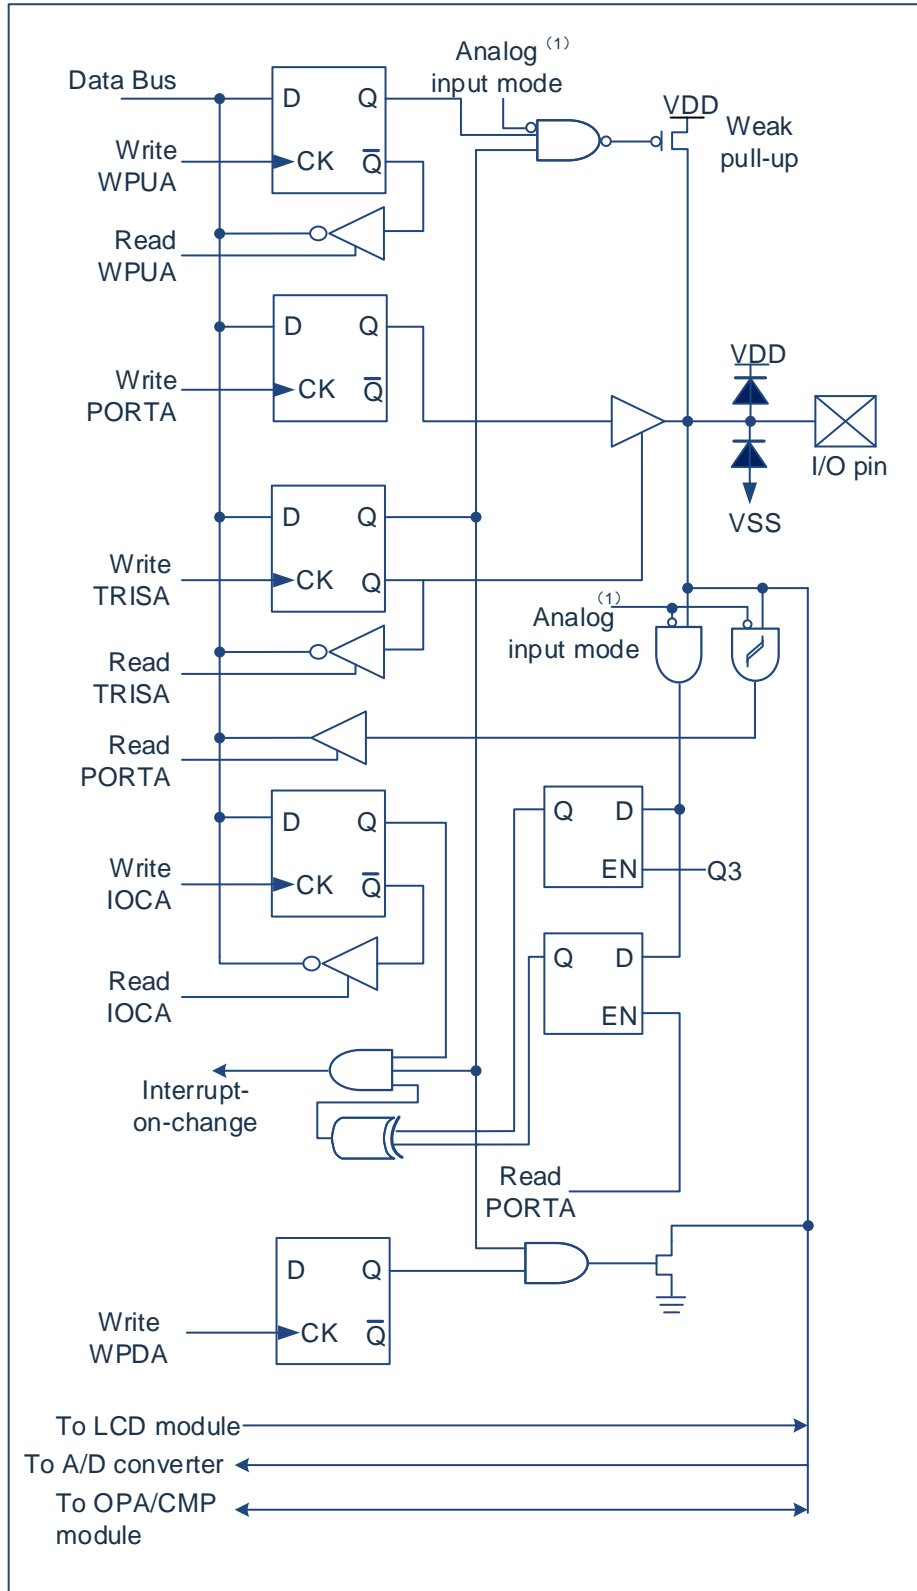 Analog (1)
input mode
Data Bus
D Q
VDD
Weak
pull-up
Write
WPUA
CK Q
Read
WPUA
D Q
Write
PORTA
CK Q
VDD
I/O pin
VSS
D Q
Write
TRISA
CK Q
Analog (1)
input mode
Read
TRISA
Read
PORTA
D Q
Q D
Write
IOCA
CK Q
EN
Q3
Q D
Read
IOCA
EN
Interrupt-
on-change
Read
PORTA
D Q
Write
WPDA
CK Q
To LCD module
To A/D converter
To OPA/CMP
module